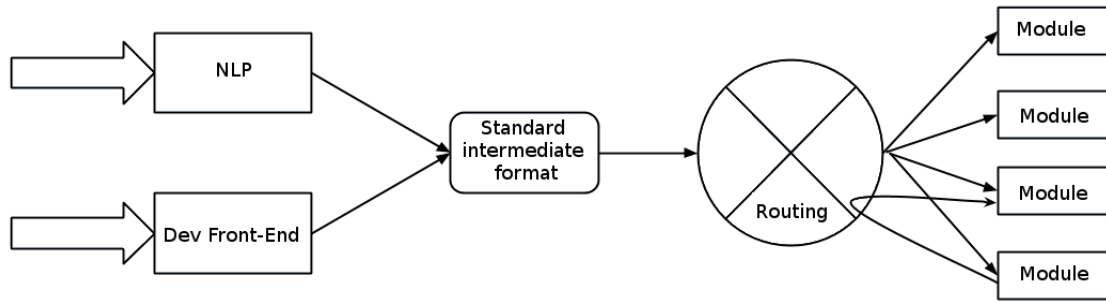 NLP
Dev Front-End
Standard
intermediate
format
Routing
Module
Module
Module
Module